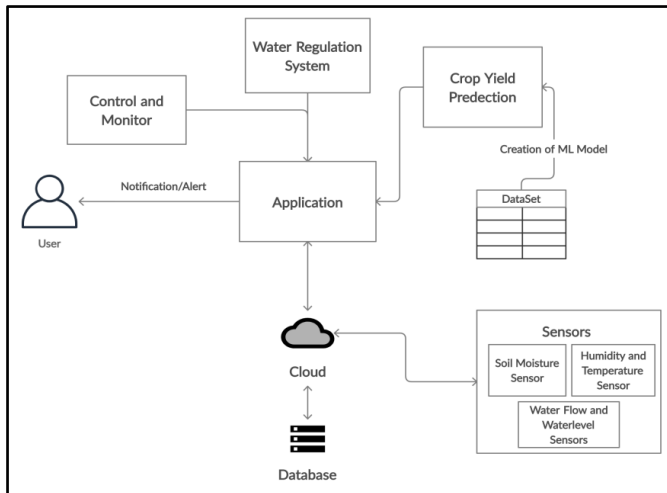 Water Regulation
System
Control and
Monitor
Crop Yield
Predection
Creation of ML Model
Notification/Alert
Application
DataSet
User
Sensors
Soil Moisture
Sensor
Humidity and
Temperature
Sensor
Water Flow and
Waterlevel
Sensors
Cloud
Database